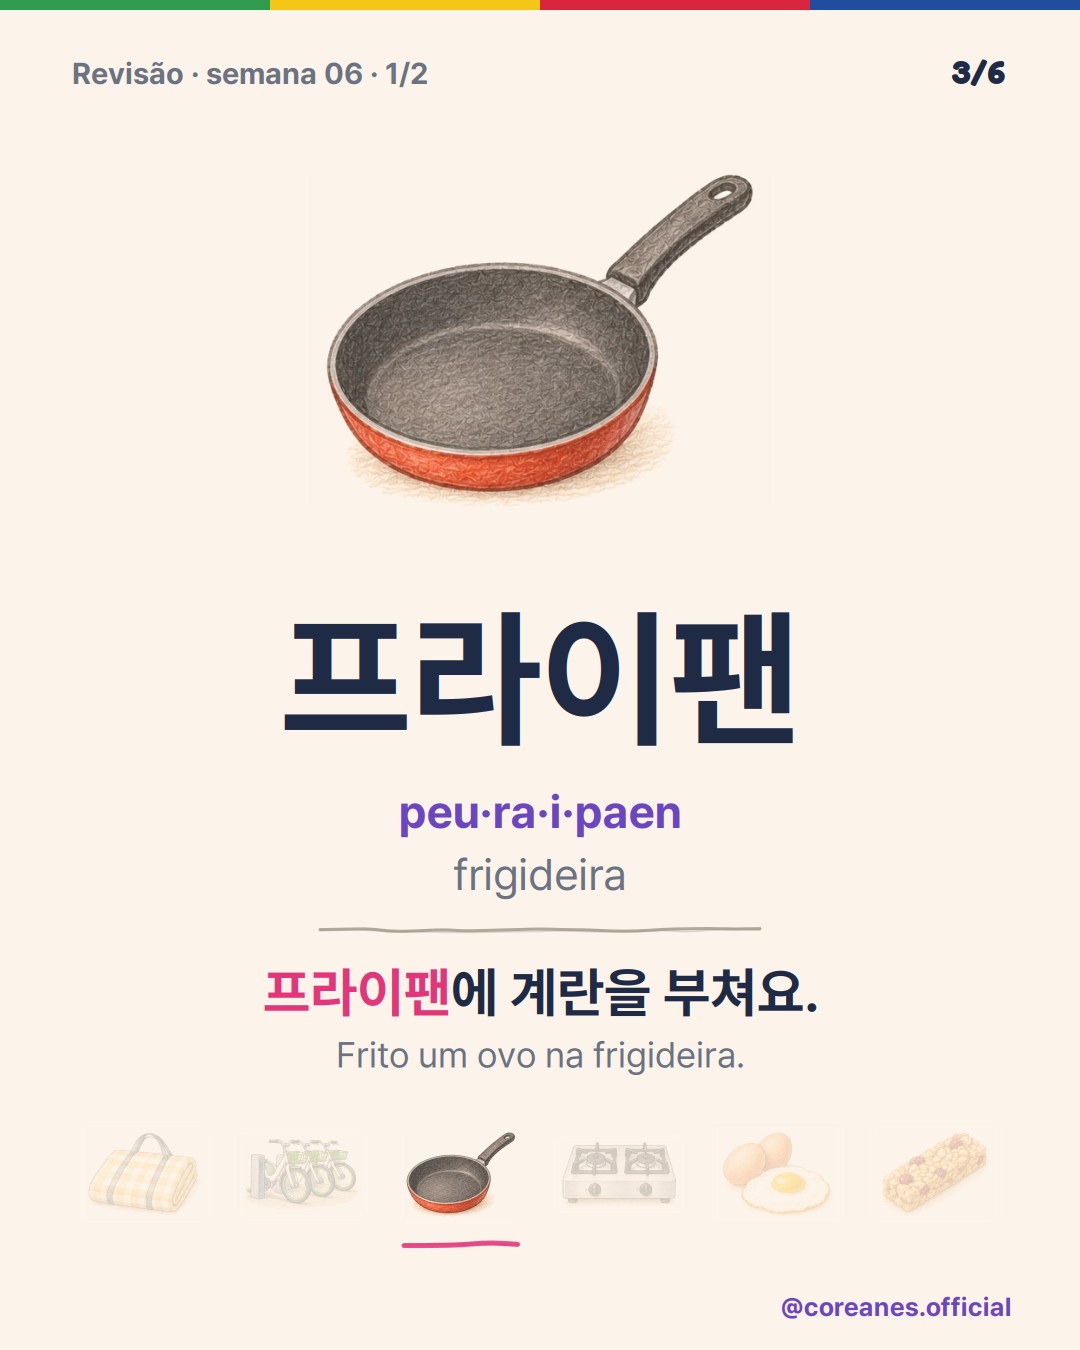 Revisão · semana 06 · 1/2
3/6
프라이팬
peu·ra·i·paen
frigideira
프라이팬에 계란을 부쳐요.
Frito um ovo na frigideira.
@coreanes.official